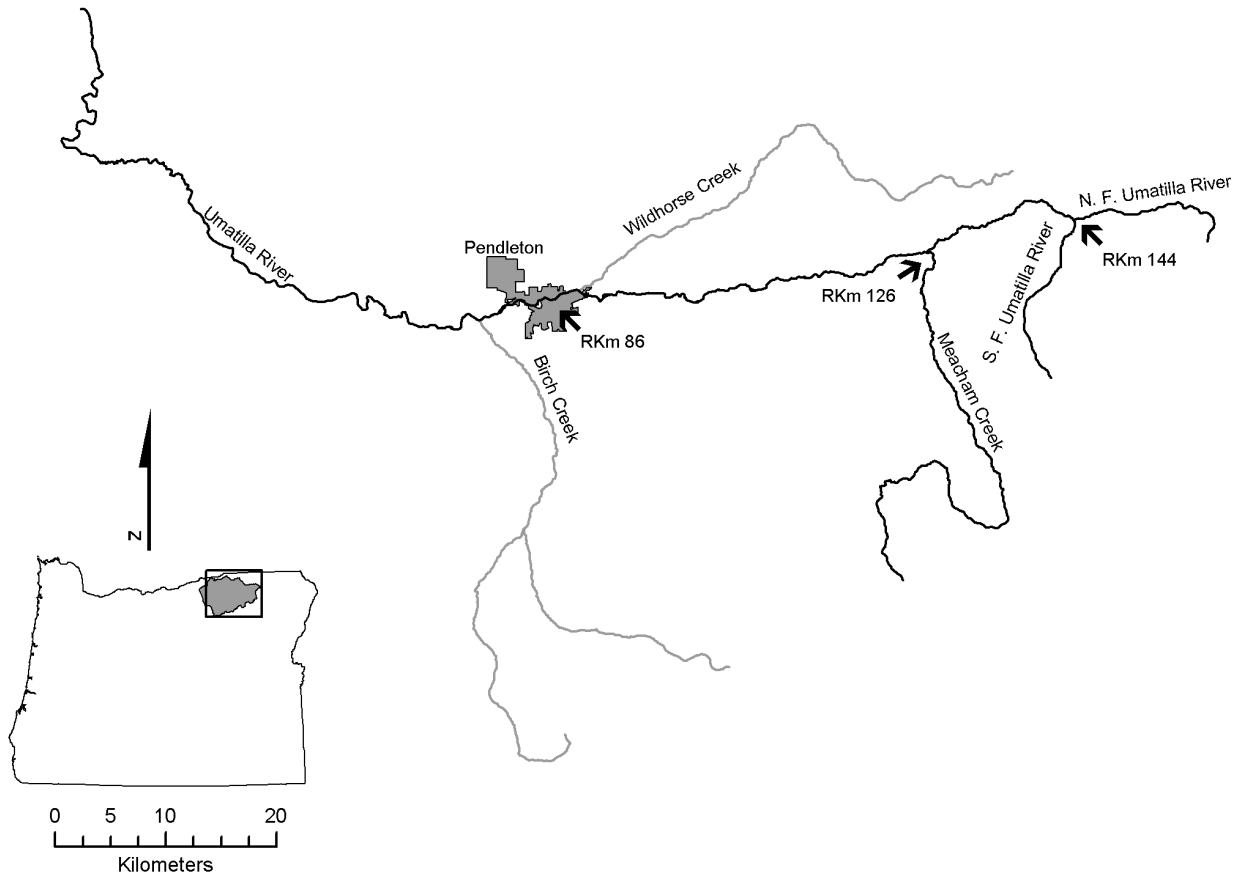 N. F. Umatilla River
Wildhorse Creek
Umatilla River
Pendleton
S. F. Umatilla River
RKm 144
RKm 126
RKm 86
Meacham Creek
Birch Creek
N
0 5 10 20
Kilometers